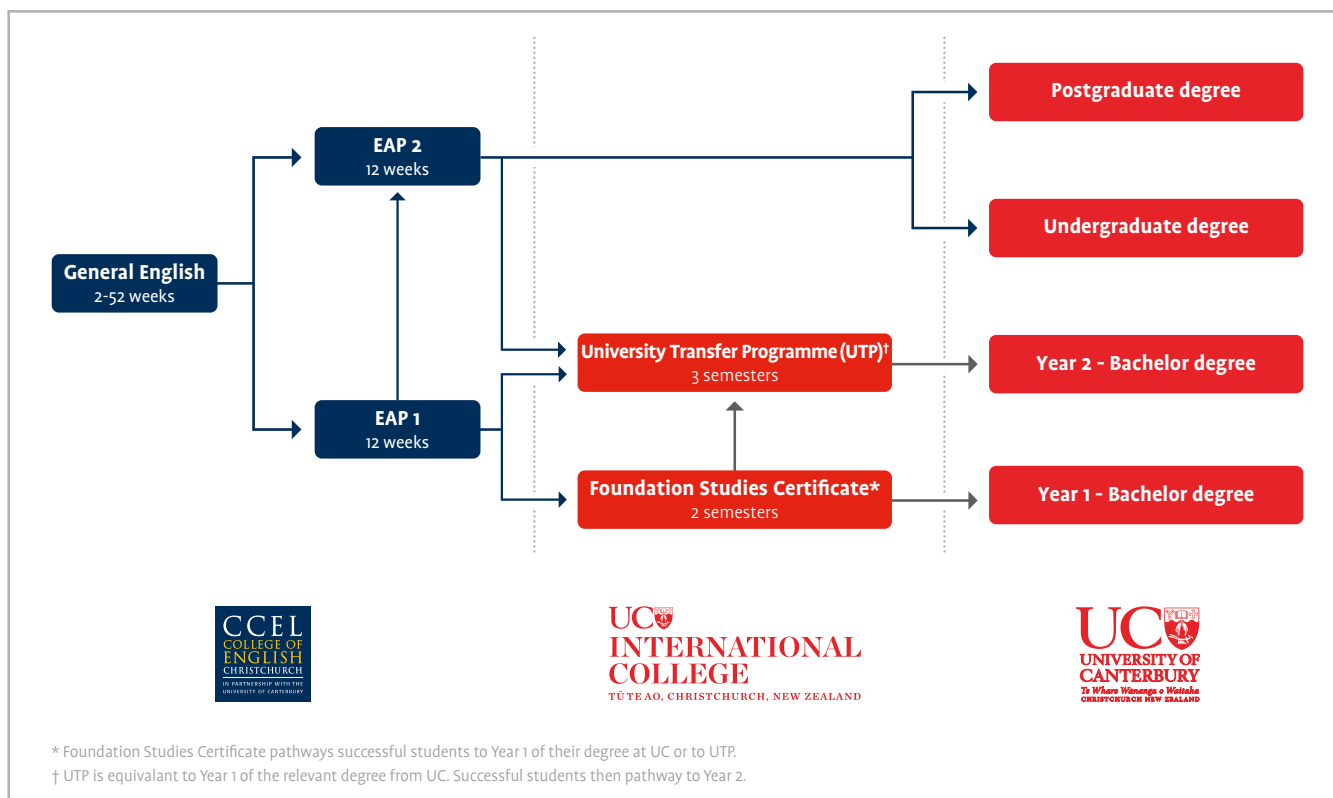 Postgraduate degree
EAP 2
12 weeks
Undergraduate degree
General English
2-52 weeks
University Transfer Programme (UTP)†
3 semesters
Year 2 - Bachelor degree
EAP 1
12 weeks
Foundation Studies Certificate*
2 semesters
Year 1 - Bachelor degree
CCEL
COLLEGE OF
ENGLISH
CHRISTCHURCH
IN PARTNERSHIP WITH THE
UNIVERSITY OF CANTERBURY
UC
INTERNATIONAL
COLLEGE
TŪTE AO, CHRISTCHURCH, NEW ZEALAND
UC
UNIVERSITY OF
CANTERBURY
Te Whare Wānanga o Waitaha
CHRISTCHURCH NEW ZEALAND
* Foundation Studies Certificate pathways successful students to Year 1 of their degree at UC or to UTP.
† UTP is equivalant to Year 1 of the relevant degree from UC. Successful students then pathway to Year 2.